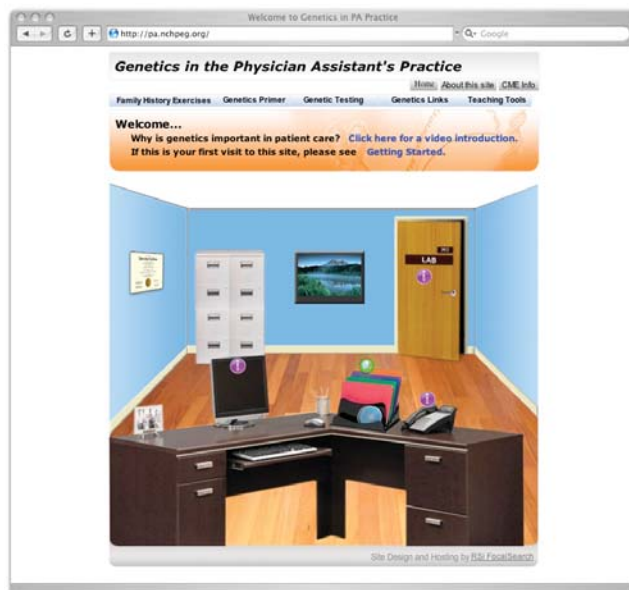 Welcome to Genetics in PA Practice
http://pa.nchpeg.org/
Google
Genetics in the Physician Assistant's Practice
Home About this site CME Info
Family History Exercises Genetics Primer Genetic Testing Genetics Links Teaching Tools
Welcome...
Why is genetics important in patient care? Click here for a video introduction.
If this is your first visit to this site, please see Getting Started.
LAB
Site Design and Hosting by RSI FocalSearch